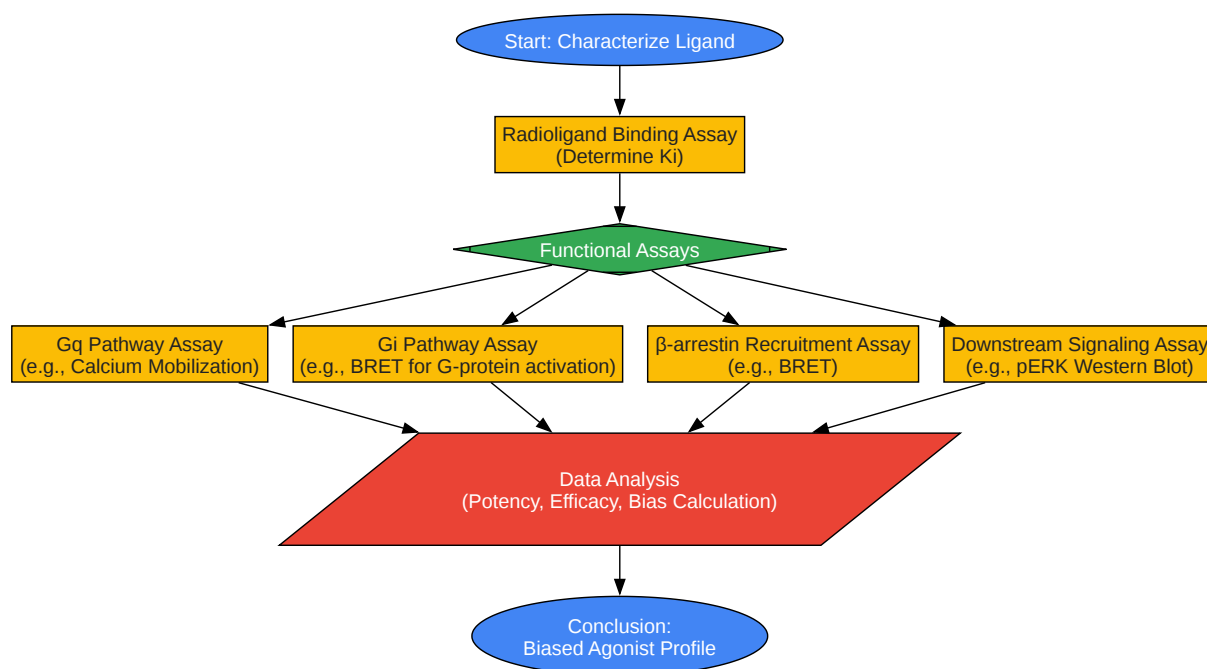 Start: Characterize Ligand
Radioligand Binding Assay
(Determine Ki)
Functional Assays
Gq Pathway Assay
(e.g., Calcium Mobilization)
Gi Pathway Assay
(e.g., BRET for G-protein activation)
β-arrestin Recruitment Assay
(e.g., BRET)
Downstream Signaling Assay
(e.g., pERK Western Blot)
Data Analysis
(Potency, Efficacy, Bias Calculation)
Conclusion:
Biased Agonist Profile